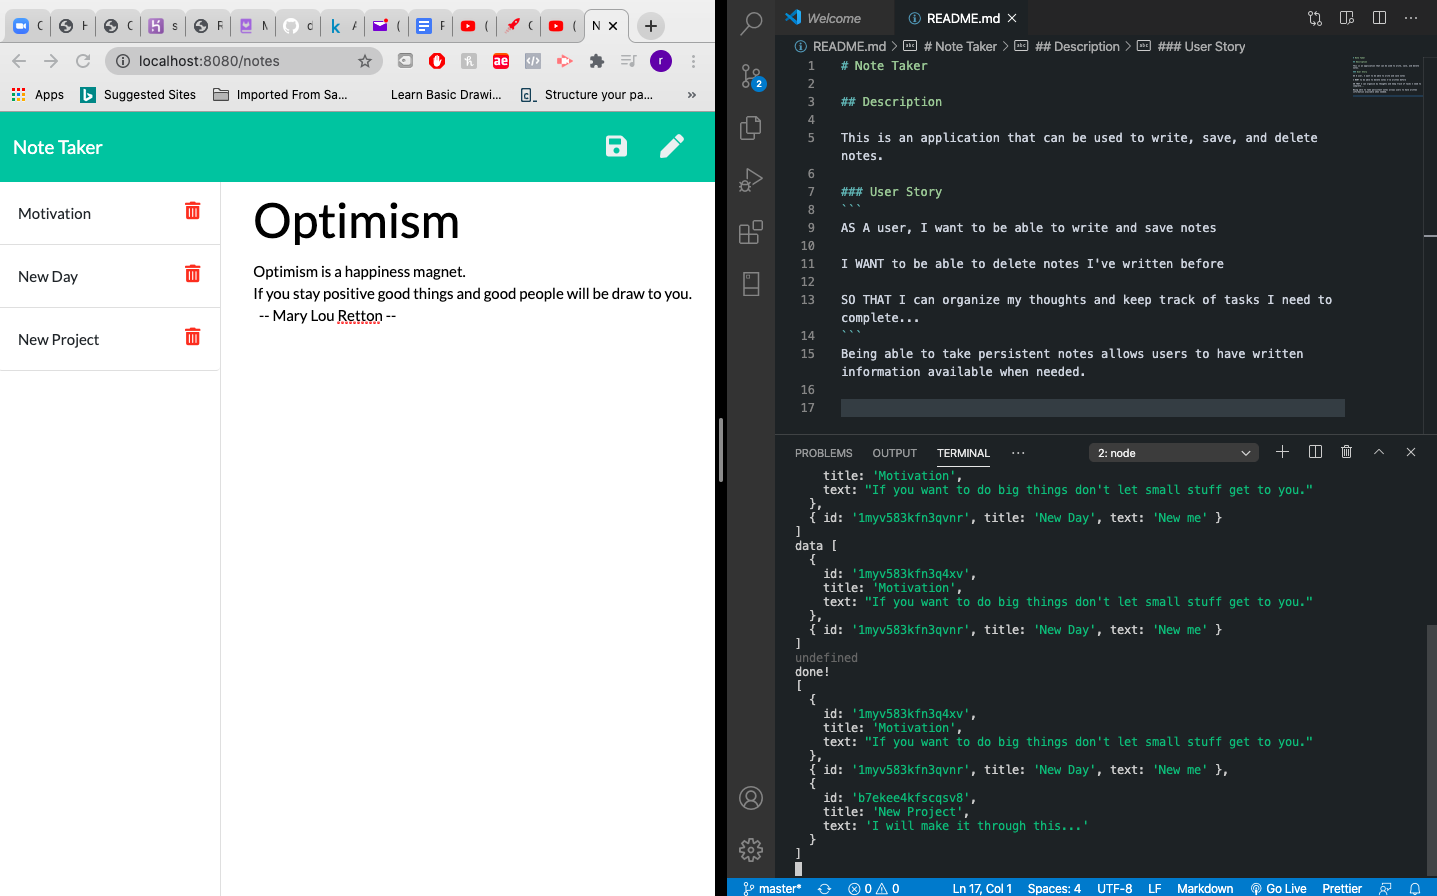 C H C s R M d A ( F ( C ( N
localhost:8080/notes r
Apps Suggested Sites Imported From Sa... Learn Basic Drawi... Structure your pa... »
Note Taker
Motivation
New Day
New Project
Optimism
Optimism is a happiness magnet.
If you stay positive good things and good people will be draw to you.
-- Mary Lou Retton --
Welcome README.md
README.md > # Note Taker > ## Description > ### User Story
1 # Note Taker
2
3 ## Description
4
5 This is an application that can be used to write, save, and delete
notes.
6
7 ### User Story
8 ```
9 AS A user, I want to be able to write and save notes
10
11 I WANT to be able to delete notes I've written before
12
13 SO THAT I can organize my thoughts and keep track of tasks I need to
complete...
14 ```
15 Being able to take persistent notes allows users to have written
information available when needed.
16
17
2
PROBLEMS OUTPUT TERMINAL ... 2: node
title: 'Motivation',
text: "If you want to do big things don't let small stuff get to you."
},
{ id: '1myv583kfn3qvnr', title: 'New Day', text: 'New me' }
]
data [
{
id: '1myv583kfn3q4xv',
title: 'Motivation',
text: "If you want to do big things don't let small stuff get to you."
},
{ id: '1myv583kfn3qvnr', title: 'New Day', text: 'New me' }
]
undefined
done!
[
{
id: '1myv583kfn3q4xv',
title: 'Motivation',
text: "If you want to do big things don't let small stuff get to you."
},
{ id: '1myv583kfn3qvnr', title: 'New Day', text: 'New me' },
{
id: 'b7ekee4kfscqsv8',
title: 'New Project',
text: 'I will make it through this...'
}
]
master* 0 0 Ln 17, Col 1 Spaces: 4 UTF-8 LF Markdown Go Live Prettier